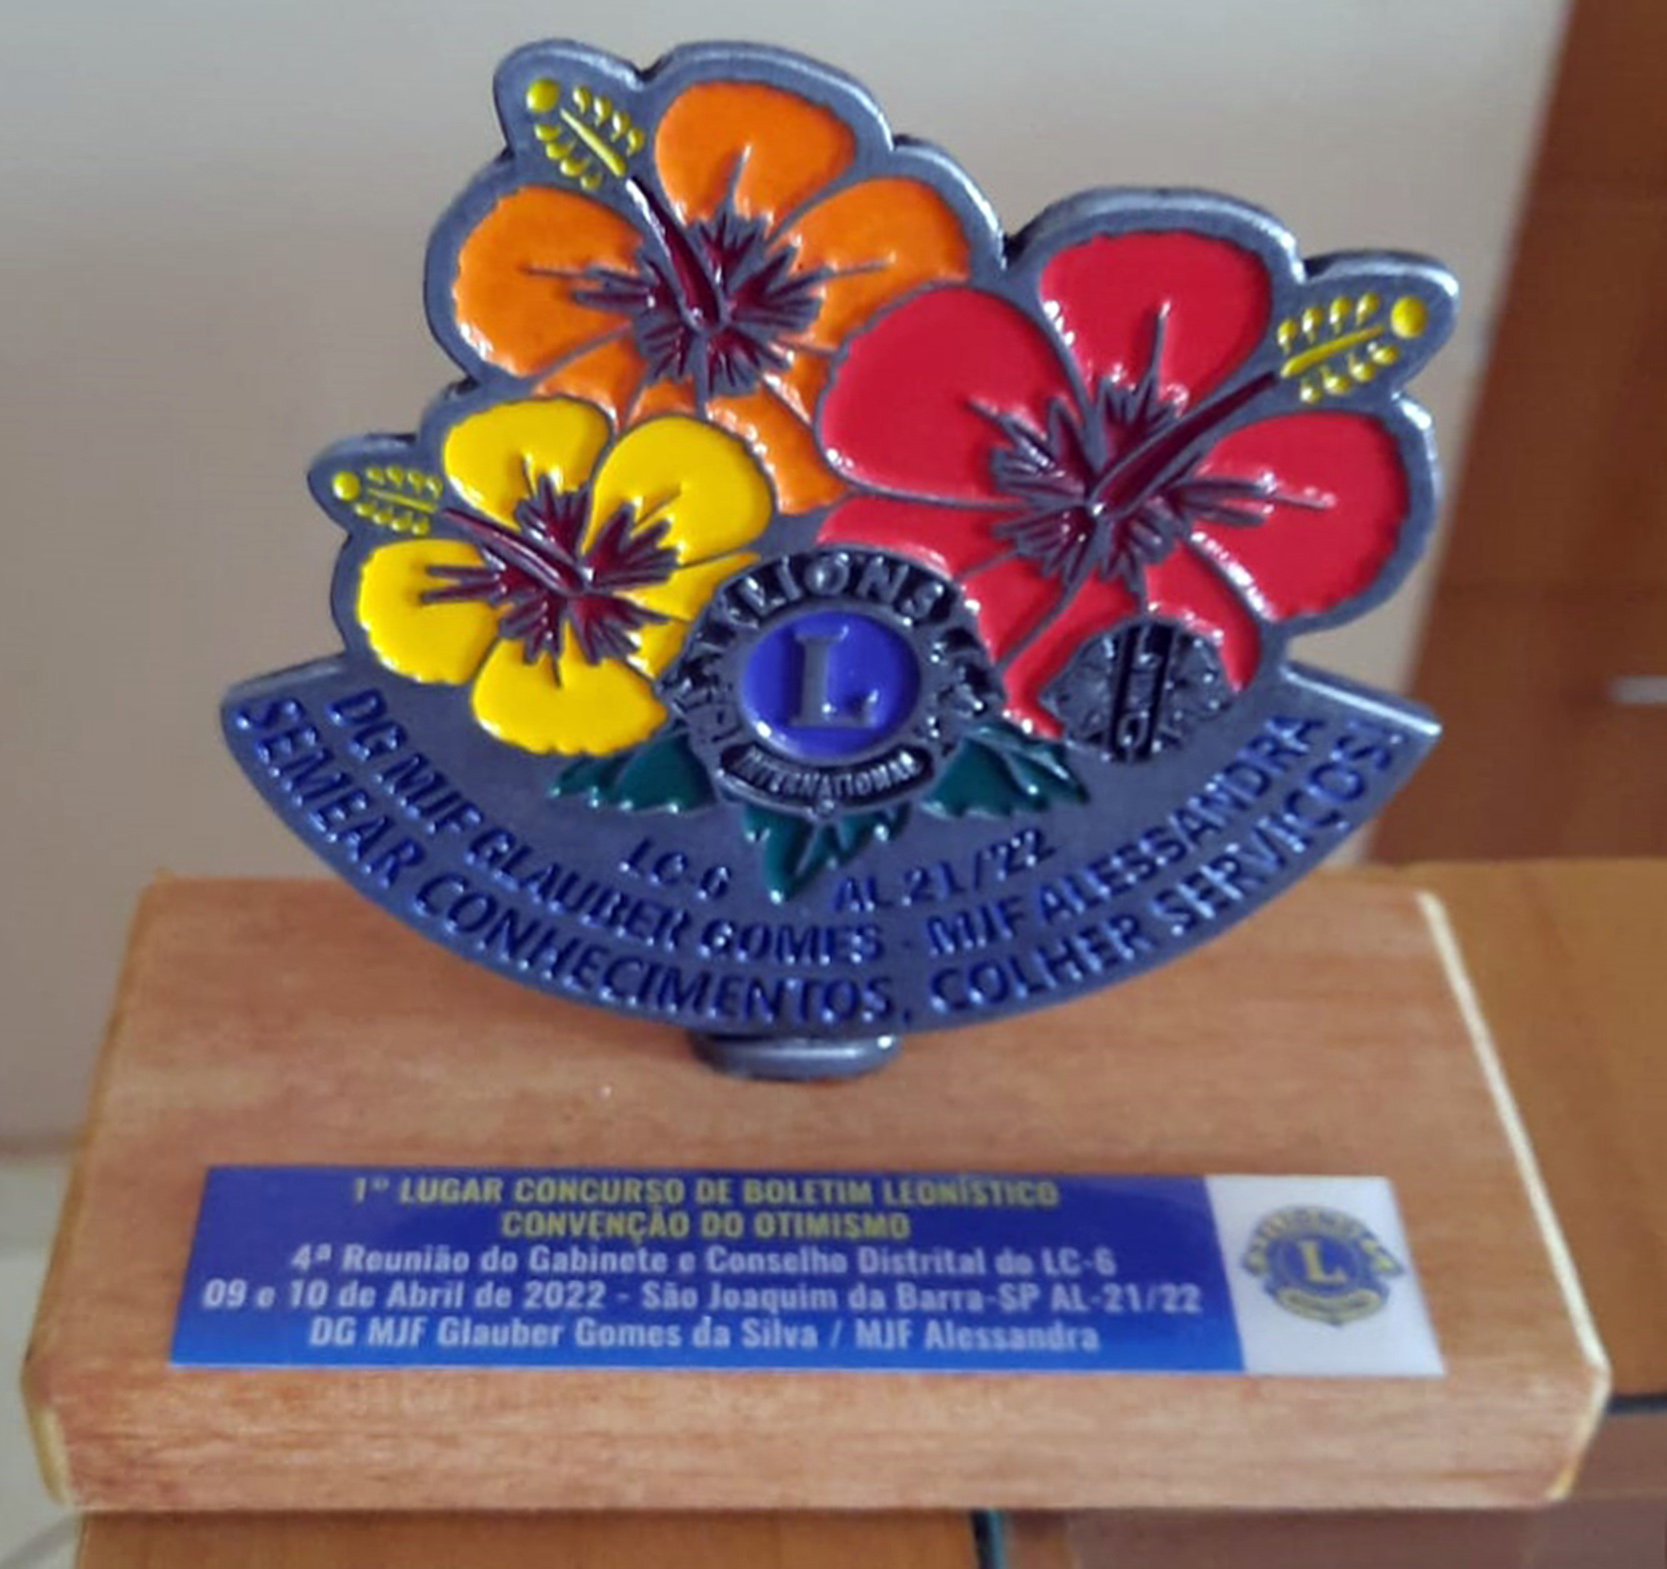 LIONS
L
INTERNATIONAL
LC-6 AL 21/22
DG MJF GLAUBER GOMES - MJF ALESSANDRA
SEMEAR CONHECIMENTOS, COLHER SERVIÇOS!
1º LUGAR CONCURSO DE BOLETIM LEONÍSTICO
CONVENÇÃO DO OTIMISMO
4ª Reunião do Gabinete e Conselho Distrital do LC-6
09 e 10 de Abril de 2022 - São Joaquim da Barra-SP AL-21/22
DG MJF Glauber Gomes da Silva / MJF Alessandra
L